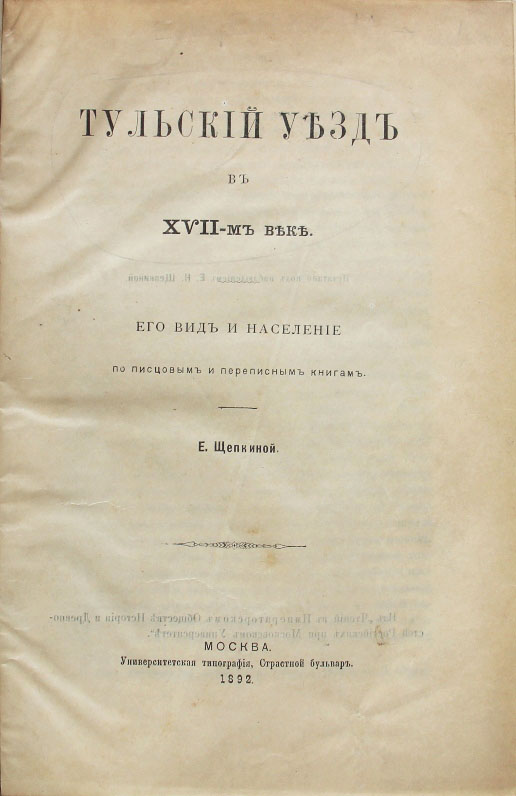 ТУЛЬСКІЙ УѢЗДЪ
ВЪ
XVII-мъ вѣкѣ.
ЕГО ВИДЪ И НАСЕЛЕНІЕ
по писцовымъ и переписнымъ книгамъ.
Е. Щепкиной.
МОСКВА.
Университетская типографія, Страстной бульваръ.
1892.